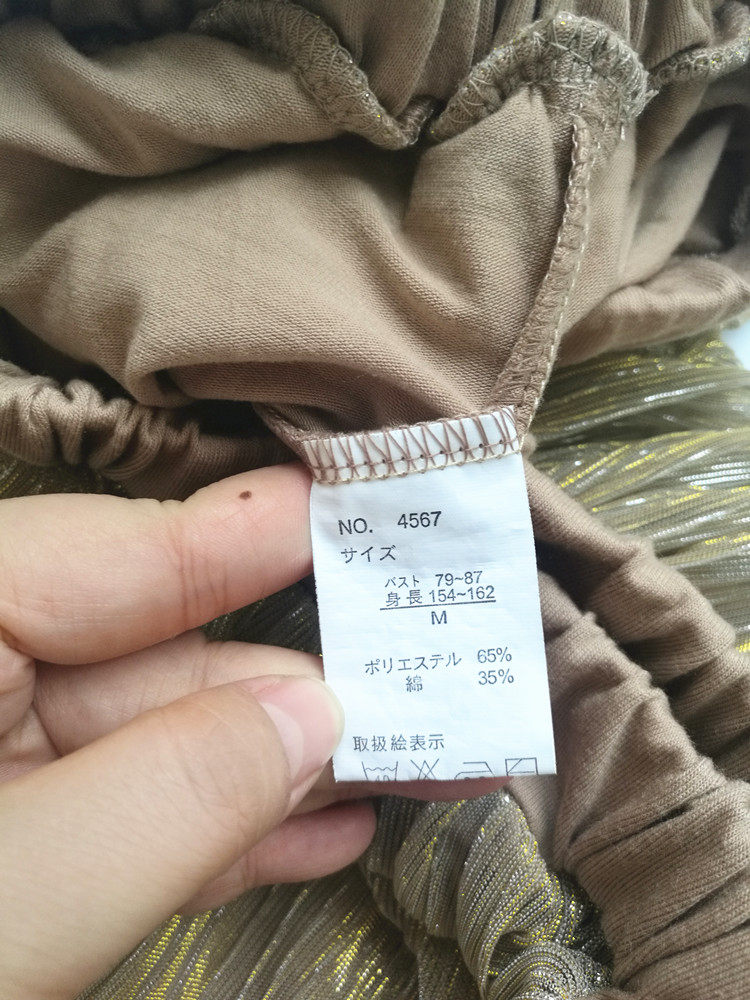 NO. 4567
サイズ
バスト 79~87
身長 154~162
M
ポリエステル 65%
綿 35%
取扱絵表示